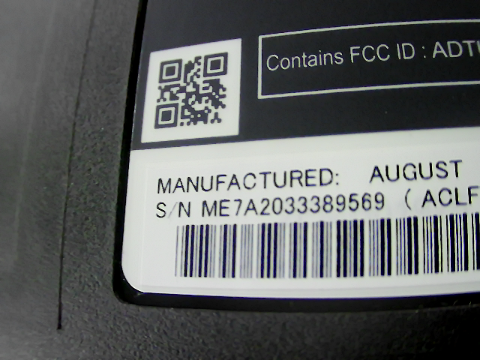 Contains FCC ID : ADT
MANUFACTURED: AUGUST
S/N ME7A2033389569 ( ACLF